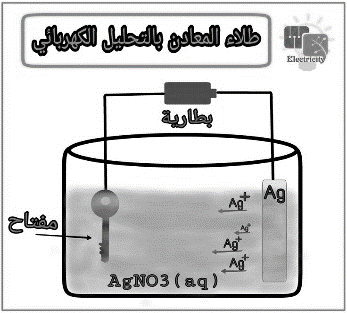 طلاء المعادن بالتحليل الكهربائي
Electricity
بطارية
Ag
Ag+
Ag+
Ag+
Ag+
مفتاح
AgNO3(aq)